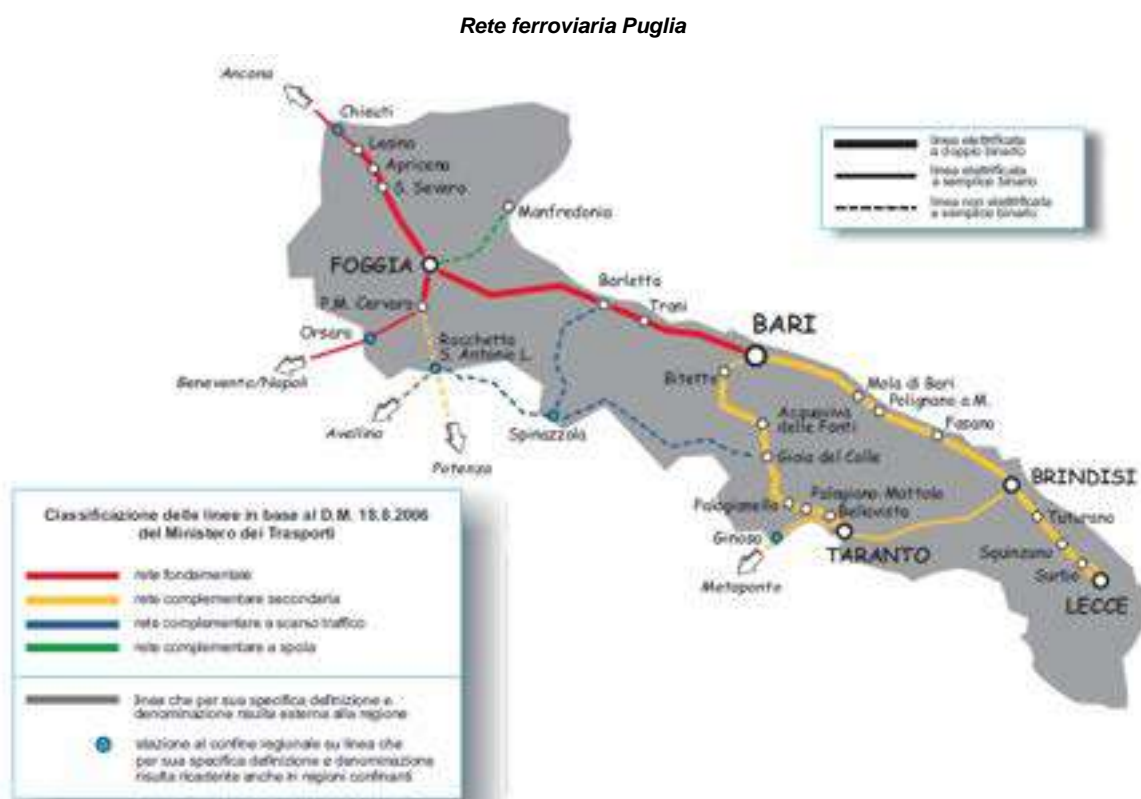 Rete ferroviaria Puglia
Ancona
Chieuti
Lesina
Apricena
S. Severo
Manfredonia
FOGGIA
P.M. Cervaro
Orsara
Benevento/Napoli
Rocchetta
S. Antonio L.
Avellino
Potenza
Spinazzola
Barletta
Trani
BARI
Bitetto
Mola di Bari
Polignano a M.
Fasano
Acquaviva
delle Fonti
Gioia del Colle
BRINDISI
Palagianella
Palagiano-Mottola
Bellavista
Ginosa
TARANTO
Metaponto
Tuturano
Squinzano
Surbo
LECCE
linea elettrificata
a doppio binario
linea elettrificata
a semplice binario
linea non elettrificata
a semplice binario
Classificazione delle linee in base al D.M. 18.8.2006
del Ministero dei Trasporti
rete fondamentale
rete complementare secondaria
rete complementare a scarso traffico
rete complementare a spola
linea che per sua specifica definizione e
denominazione risulta esterna alla regione
stazione al confine regionale su linea che
per sua specifica definizione e denominazione
risulta ricadente anche in regioni confinanti